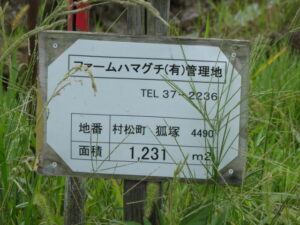 ファームハマグチ(有)管理地
TEL 37-2236
地番 村松町 狐塚 4490
面積 1,231 m2